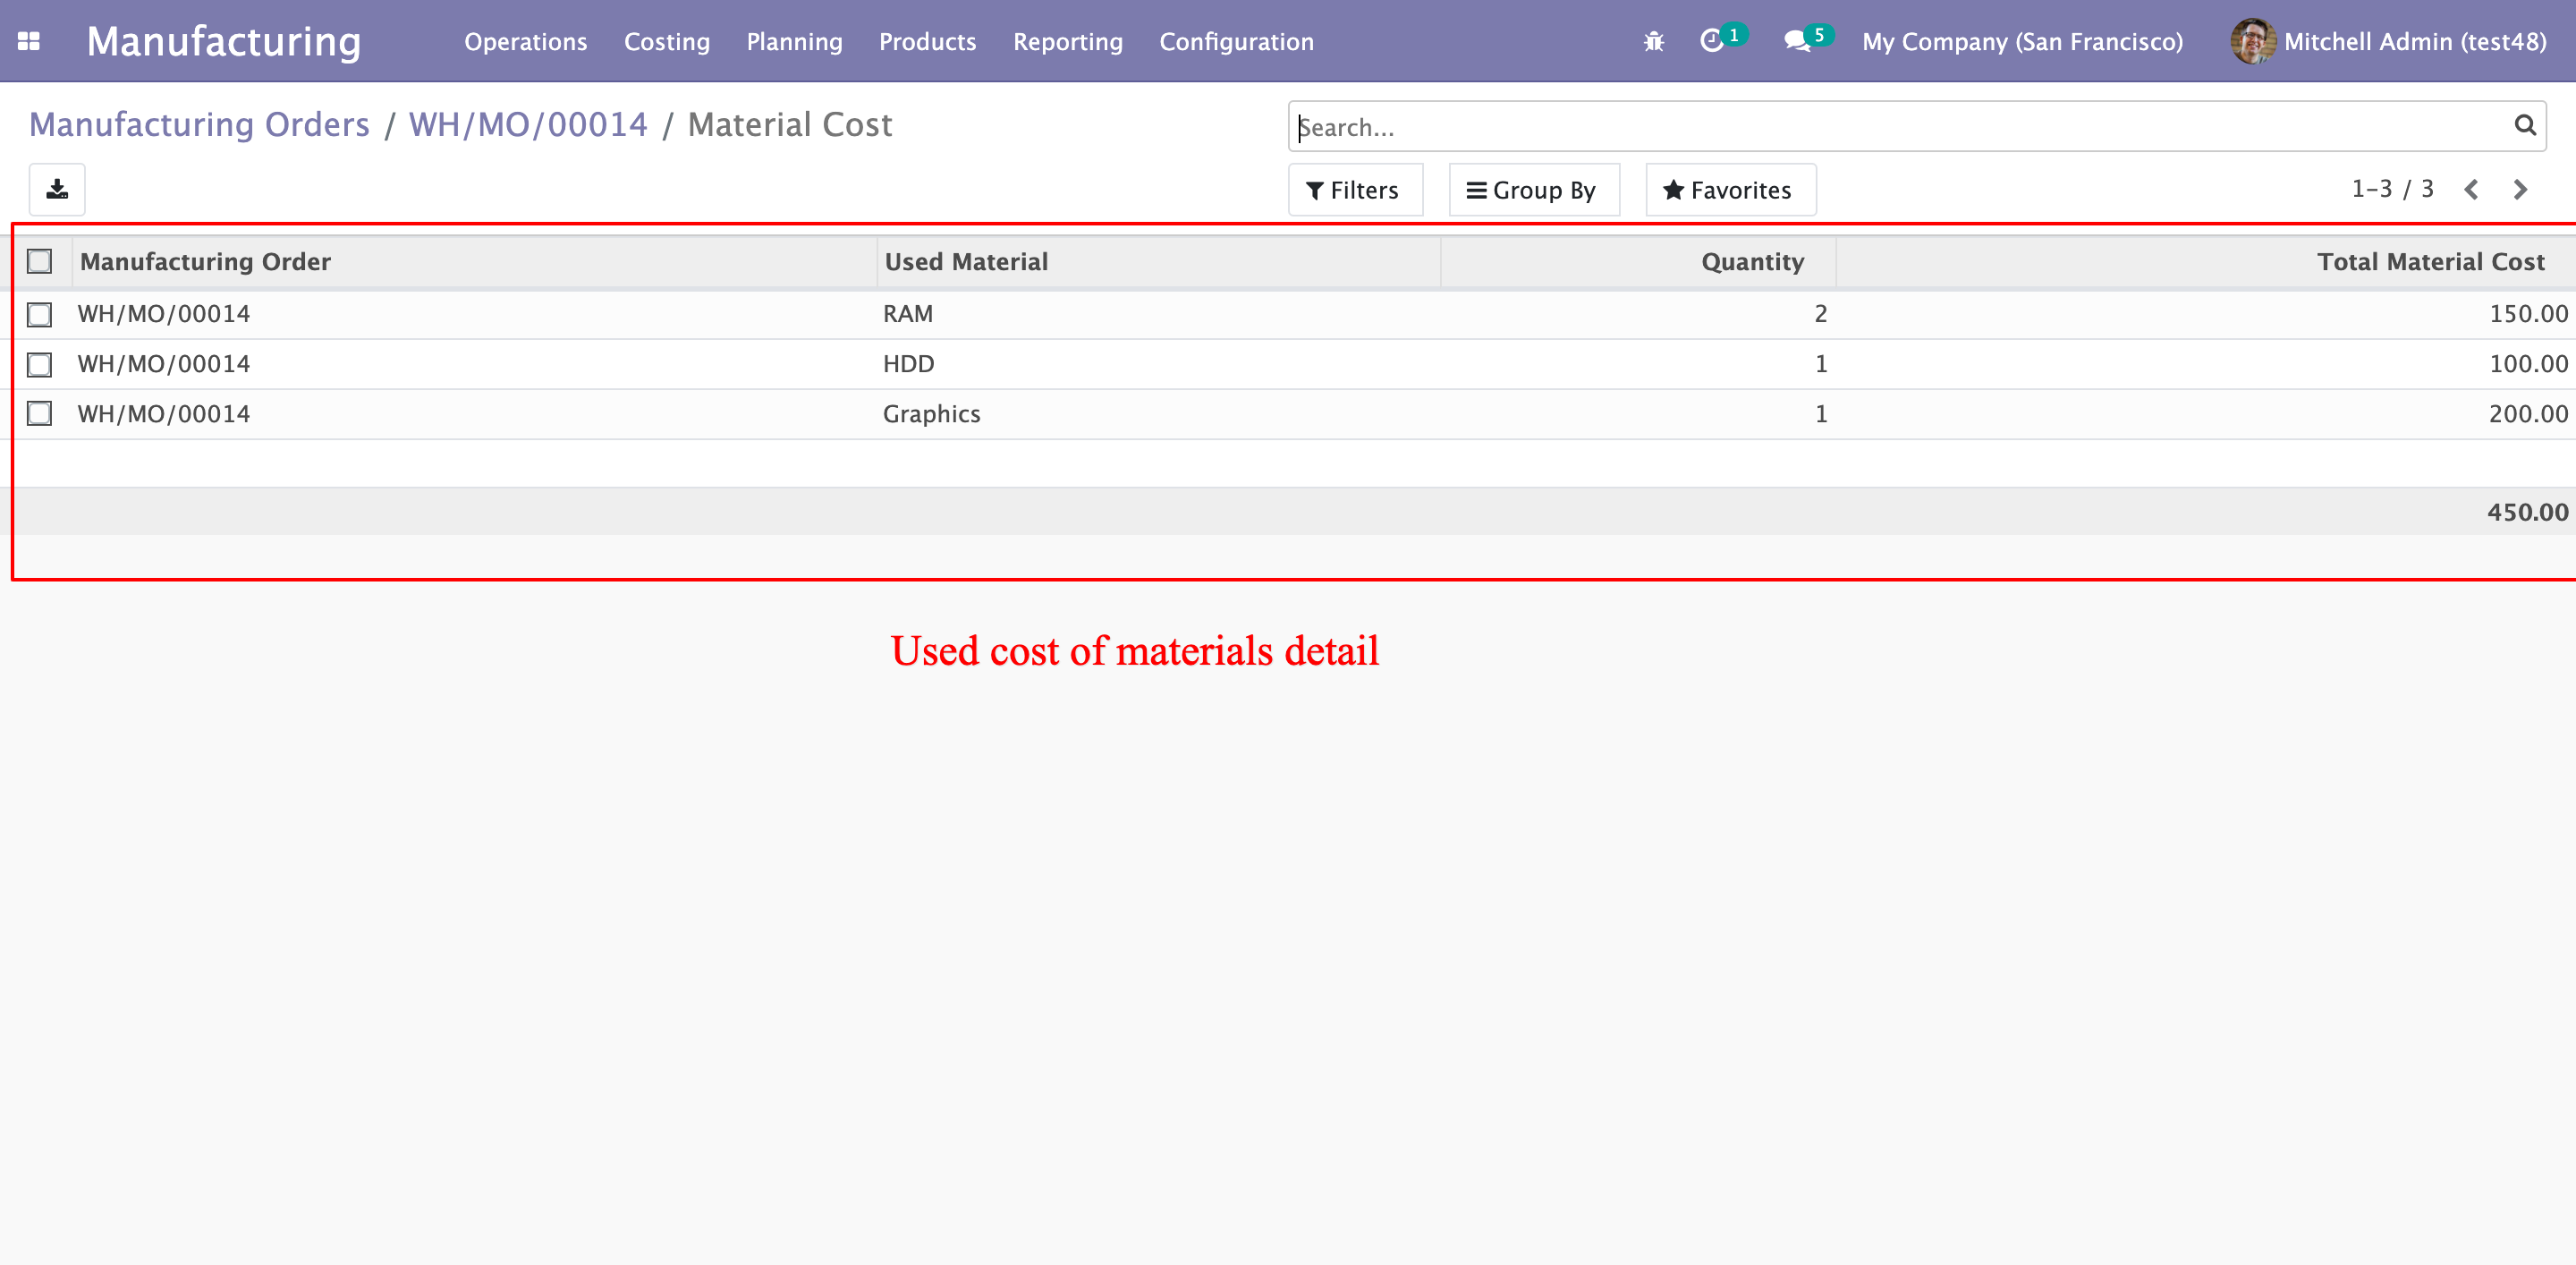 Manufacturing Operations Costing Planning Products Reporting Configuration 1 5 My Company (San Francisco) Mitchell Admin (test48)
Manufacturing Orders / WH/MO/00014 / Material Cost Search...
Filters Group By Favorites 1-3 / 3
Manufacturing Order Used Material Quantity Total Material Cost
WH/MO/00014 RAM 2 150.00
WH/MO/00014 HDD 1 100.00
WH/MO/00014 Graphics 1 200.00
450.00
Used cost of materials detail